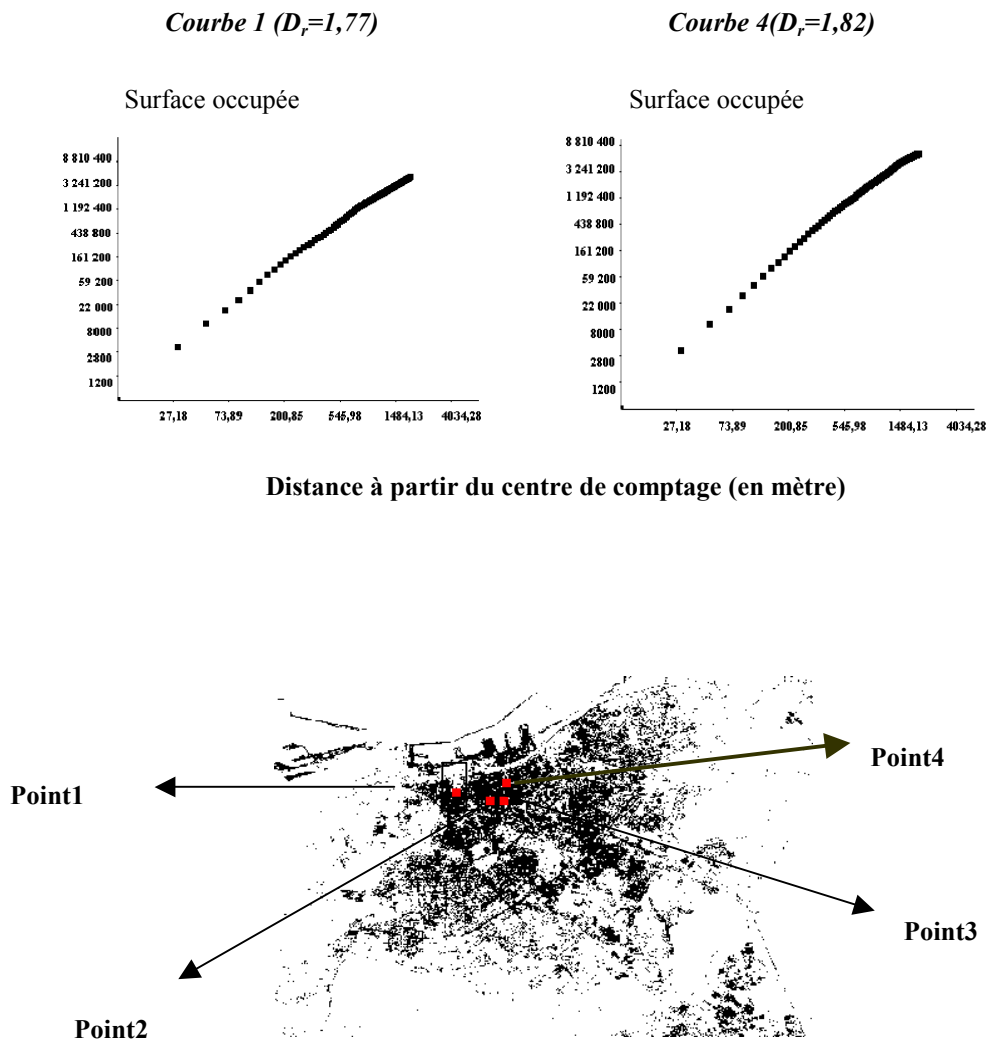 Courbe 1 (Dr=1,77)
Courbe 4(Dr=1,82)
Surface occupée
Surface occupée
8 810 400
3 241 200
1 192 400
438 800
161 200
59 200
22 000
8000
2800
1200
27,18 73,89 200,85 545,98 1484,13 4034,28
8 810 400
3 241 200
1 192 400
438 800
161 200
59 200
22 000
8000
2800
1200
27,18 73,89 200,85 545,98 1484,13 4034,28
Distance à partir du centre de comptage (en mètre)
Point4
Point1
Point3
Point2